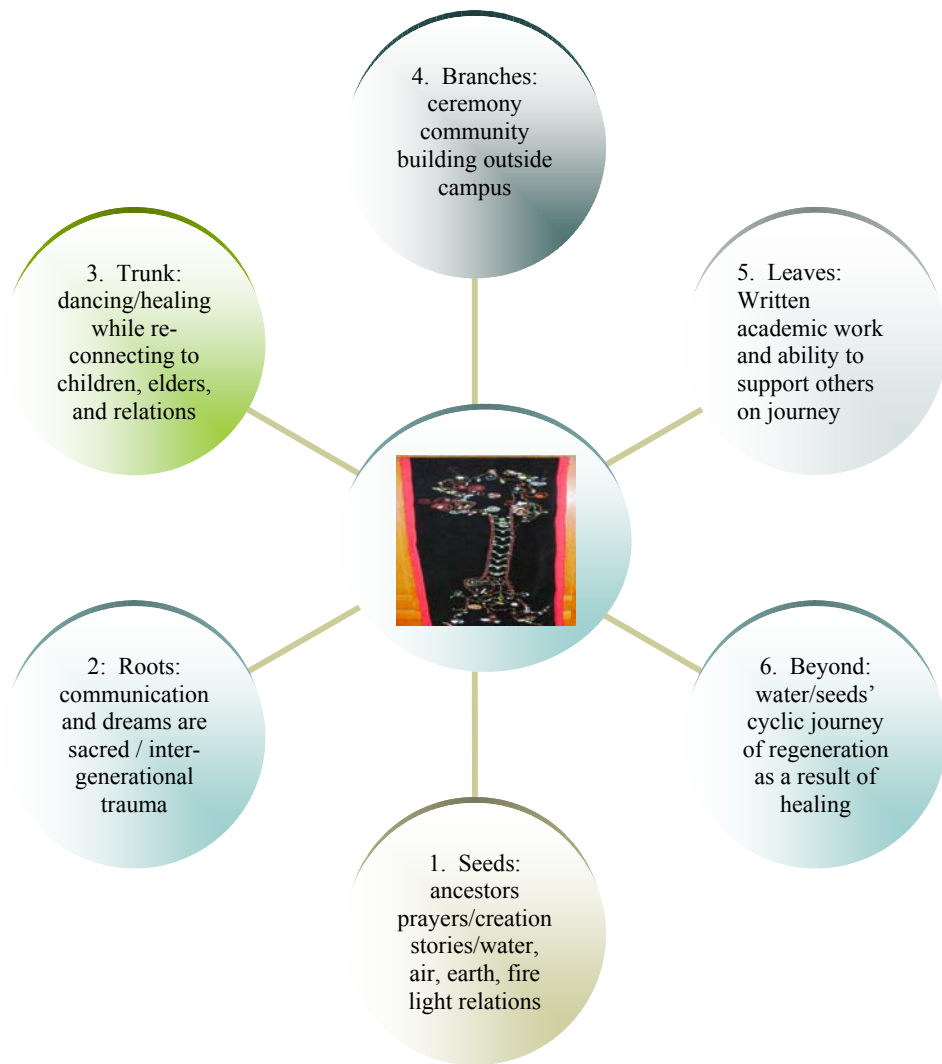 4. Branches:
ceremony
community
building outside
campus
3. Trunk:
dancing/healing
while re-
connecting to
children, elders,
and relations
5. Leaves:
Written
academic work
and ability to
support others
on journey
2: Roots:
communication
and dreams are
sacred / inter-
generational
trauma
6. Beyond:
water/seeds’
cyclic journey
of regeneration
as a result of
healing
1. Seeds:
ancestors
prayers/creation
stories/water,
air, earth, fire
light relations